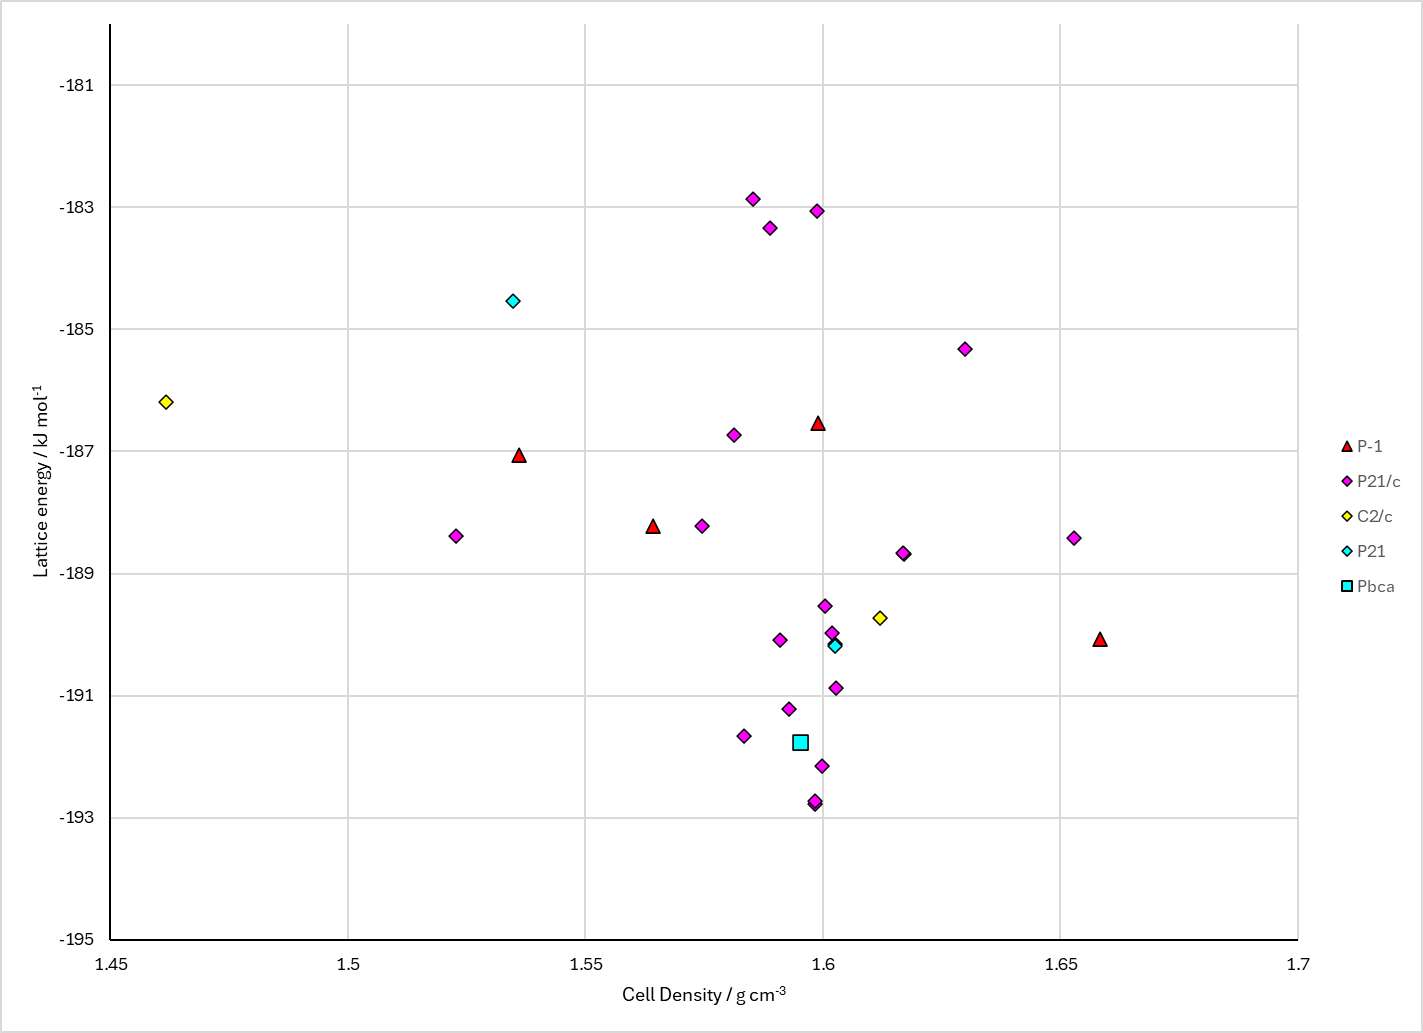 -181
-183
-185
-187
-189
-191
-193
-195
1.45 1.5 1.55 1.6 1.65 1.7
Lattice energy / kJ mol⁻¹
Cell Density / g cm⁻³
P-1
P21/c
C2/c
P21
Pbca